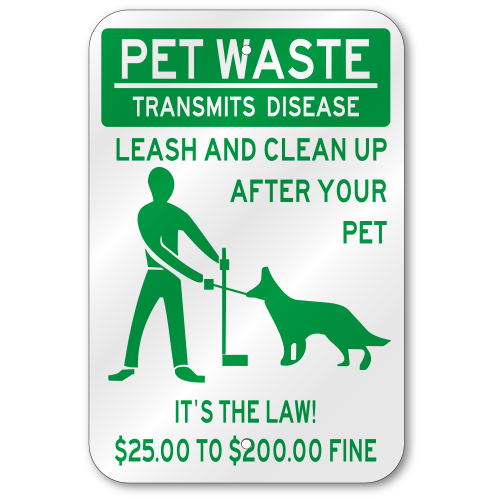 PET WASTE
TRANSMITS DISEASE
LEASH AND CLEAN UP
AFTER YOUR
PET
IT'S THE LAW!
$25.00 TO $200.00 FINE